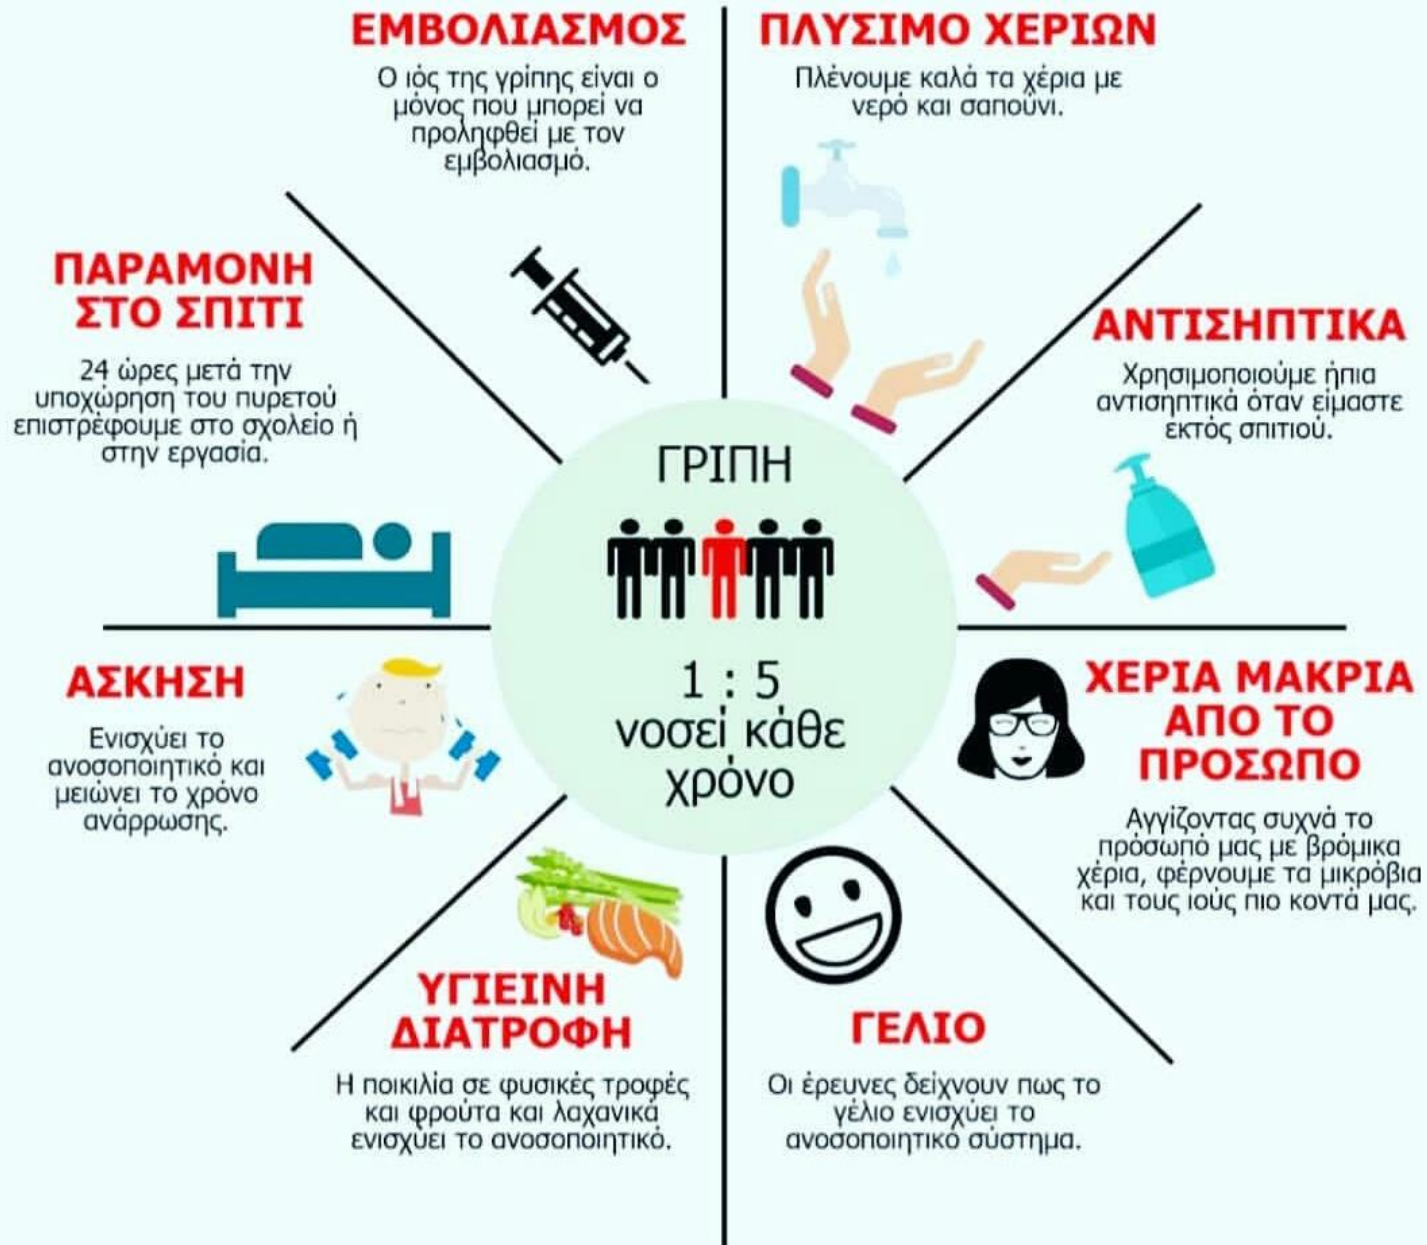 ΕΜΒΟΛΙΑΣΜΟΣ
Ο ιός της γρίπης είναι ο
μόνος που μπορεί να
προληφθεί με τον
εμβολιασμό.
ΠΛΥΣΙΜΟ ΧΕΡΙΩΝ
Πλένουμε καλά τα χέρια με
νερό και σαπούνι.
ΠΑΡΑΜΟΝΗ
ΣΤΟ ΣΠΙΤΙ
24 ώρες μετά την
υποχώρηση του πυρετού
επιστρέφουμε στο σχολείο ή
στην εργασία.
ΑΝΤΙΣΗΠΤΙΚΑ
Χρησιμοποιούμε ήπια
αντισηπτικά όταν είμαστε
εκτός σπιτιού.
ΓΡΙΠΗ
1 : 5
νοσεί κάθε
χρόνο
ΑΣΚΗΣΗ
Ενισχύει το
ανοσοποιητικό και
μειώνει το χρόνο
ανάρρωσης.
ΧΕΡΙΑ ΜΑΚΡΙΑ
ΑΠΟ ΤΟ
ΠΡΟΣΩΠΟ
Αγγίζοντας συχνά το
πρόσωπό μας με βρόμικα
χέρια, φέρνουμε τα μικρόβια
και τους ιούς πιο κοντά μας.
ΥΓΙΕΙΝΗ
ΔΙΑΤΡΟΦΗ
Η ποικιλία σε φυσικές τροφές
και φρούτα και λαχανικά
ενισχύει το ανοσοποιητικό.
ΓΕΛΙΟ
Οι έρευνες δείχνουν πως το
γέλιο ενισχύει το
ανοσοποιητικό σύστημα.